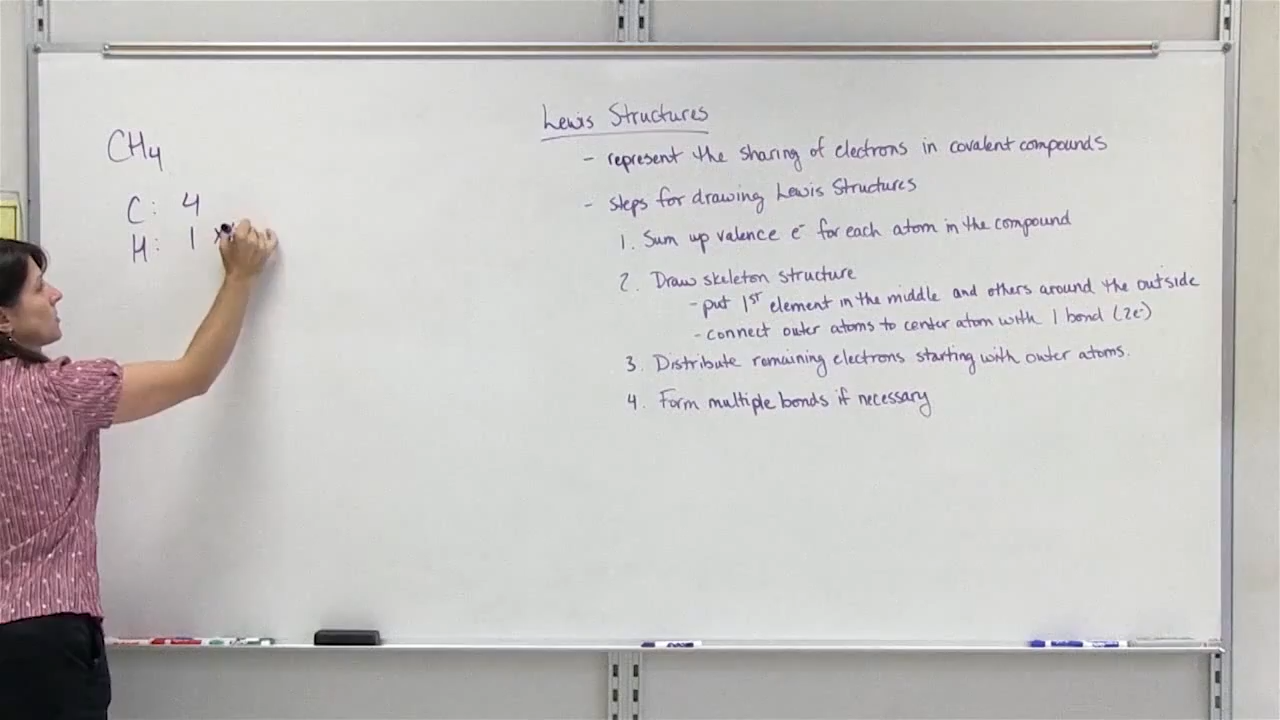 CH4
C: 4
H: 1 x
Lewis Structures
- represent the sharing of electrons in covalent compounds
- steps for drawing Lewis Structures
1. Sum up valence e- for each atom in the compound
2. Draw skeleton structure
- put 1ST element in the middle and others around the outside
- connect outer atoms to center atom with 1 bond (2e-)
3. Distribute remaining electrons starting with outer atoms.
4. Form multiple bonds if necessary